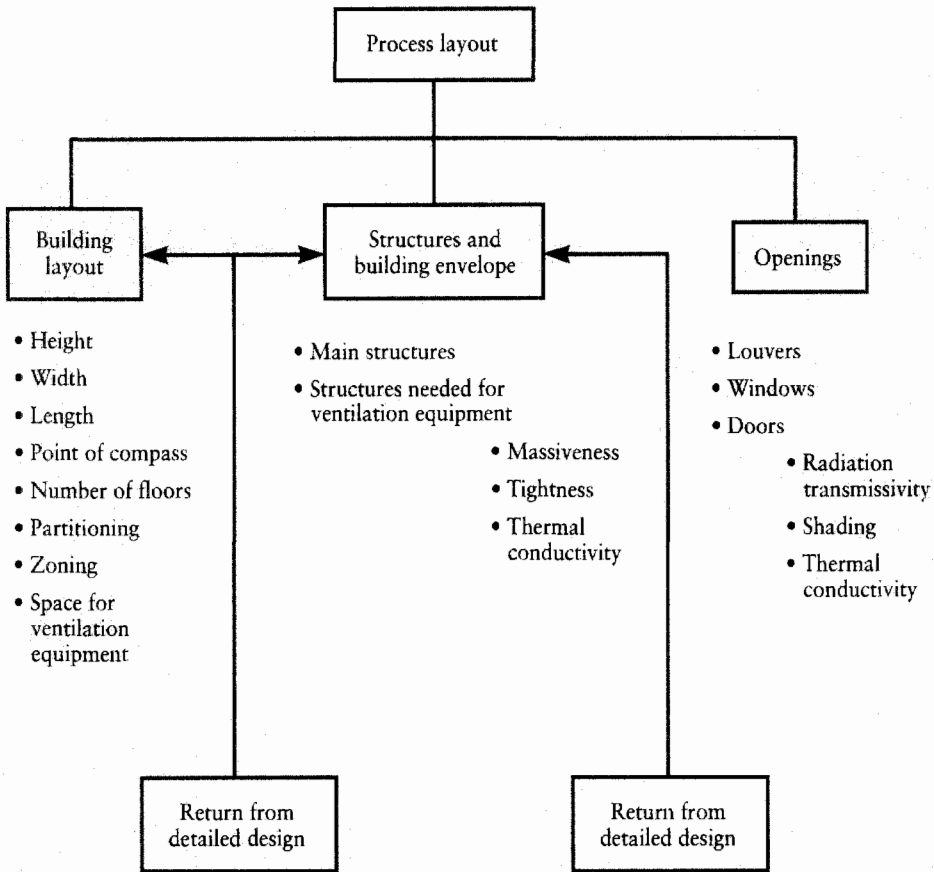 Process layout
Building
layout
Structures and
building envelope
Openings
• Height
• Width
• Length
• Point of compass
• Number of floors
• Partitioning
• Zoning
• Space for
ventilation
equipment
• Main structures
• Structures needed for
ventilation equipment
• Massiveness
• Tightness
• Thermal
conductivity
• Louvers
• Windows
• Doors
• Radiation
transmissivity
• Shading
• Thermal
conductivity
Return from
detailed design
Return from
detailed design